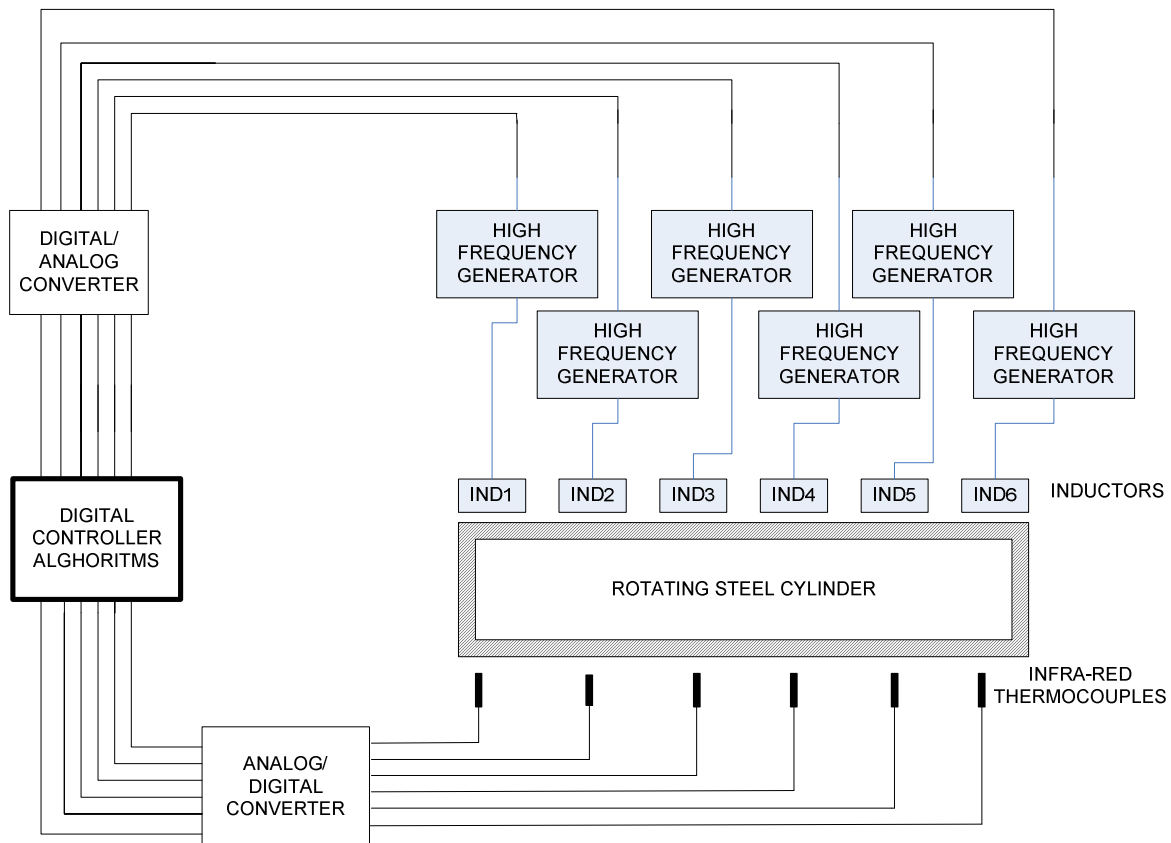 DIGITAL/
ANALOG
CONVERTER
HIGH
FREQUENCY
GENERATOR
HIGH
FREQUENCY
GENERATOR
HIGH
FREQUENCY
GENERATOR
HIGH
FREQUENCY
GENERATOR
HIGH
FREQUENCY
GENERATOR
HIGH
FREQUENCY
GENERATOR
IND1
IND2
IND3
IND4
IND5
IND6
INDUCTORS
DIGITAL
CONTROLLER
ALGHORITMS
ROTATING STEEL CYLINDER
INFRA-RED
THERMOCOUPLES
ANALOG/
DIGITAL
CONVERTER